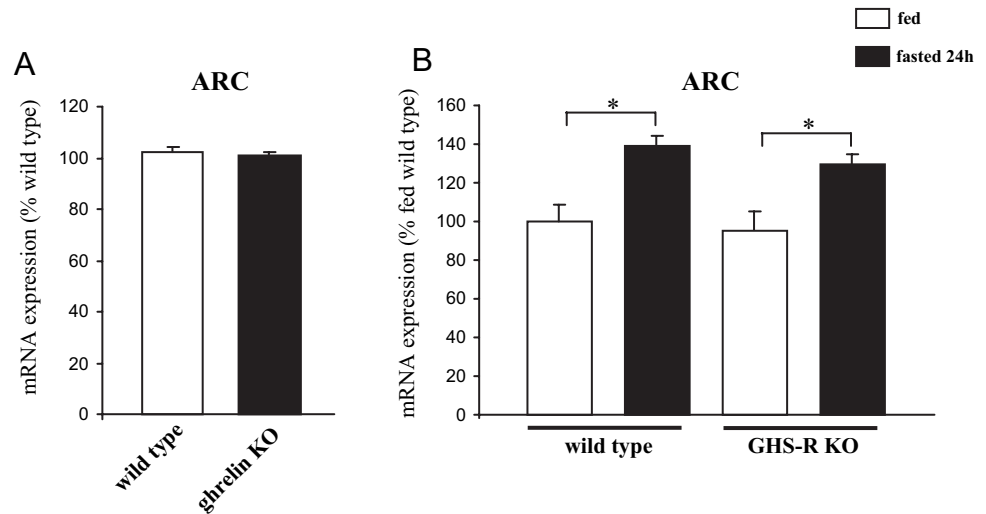 fed
fasted 24h
A
ARC
mRNA expression (% wild type)
120
100
80
60
40
20
0
wild type
ghrelin KO
B
ARC
mRNA expression (% fed wild type)
160
140
120
100
80
60
40
20
0
*
*
wild type
GHS-R KO